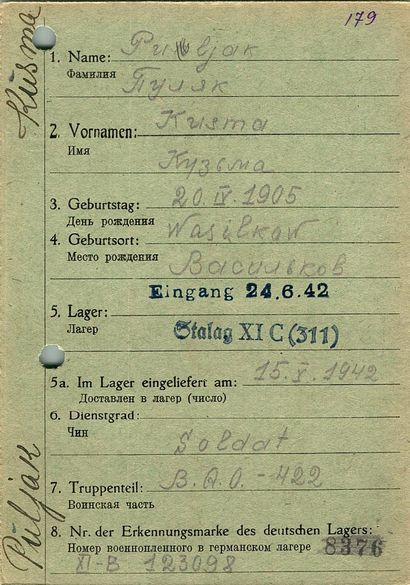 179
Kusma
1. Name: Puljak
Фамилия Пуляк
2. Vornamen: Kusma
Имя
Кузьма
3. Geburtstag: 20.IV.1905
День рождения
4. Geburtsort: Wasilkow
Место рождения Васильков
Eingang 24.6.42
5. Lager:
Лагер Stalag XI C (311)
5a. Im Lager eingeliefert am: 15.X.1942
Доставлен в лагер (число)
6. Dienstgrad:
Чин Soldat
7. Truppenteil: B.A.O.-422
Воинская часть
8. Nr. der Erkennungsmarke des deutschen Lagers:
Номер военнопленного в германском лагере 8376
XI-B 123098
Puljak